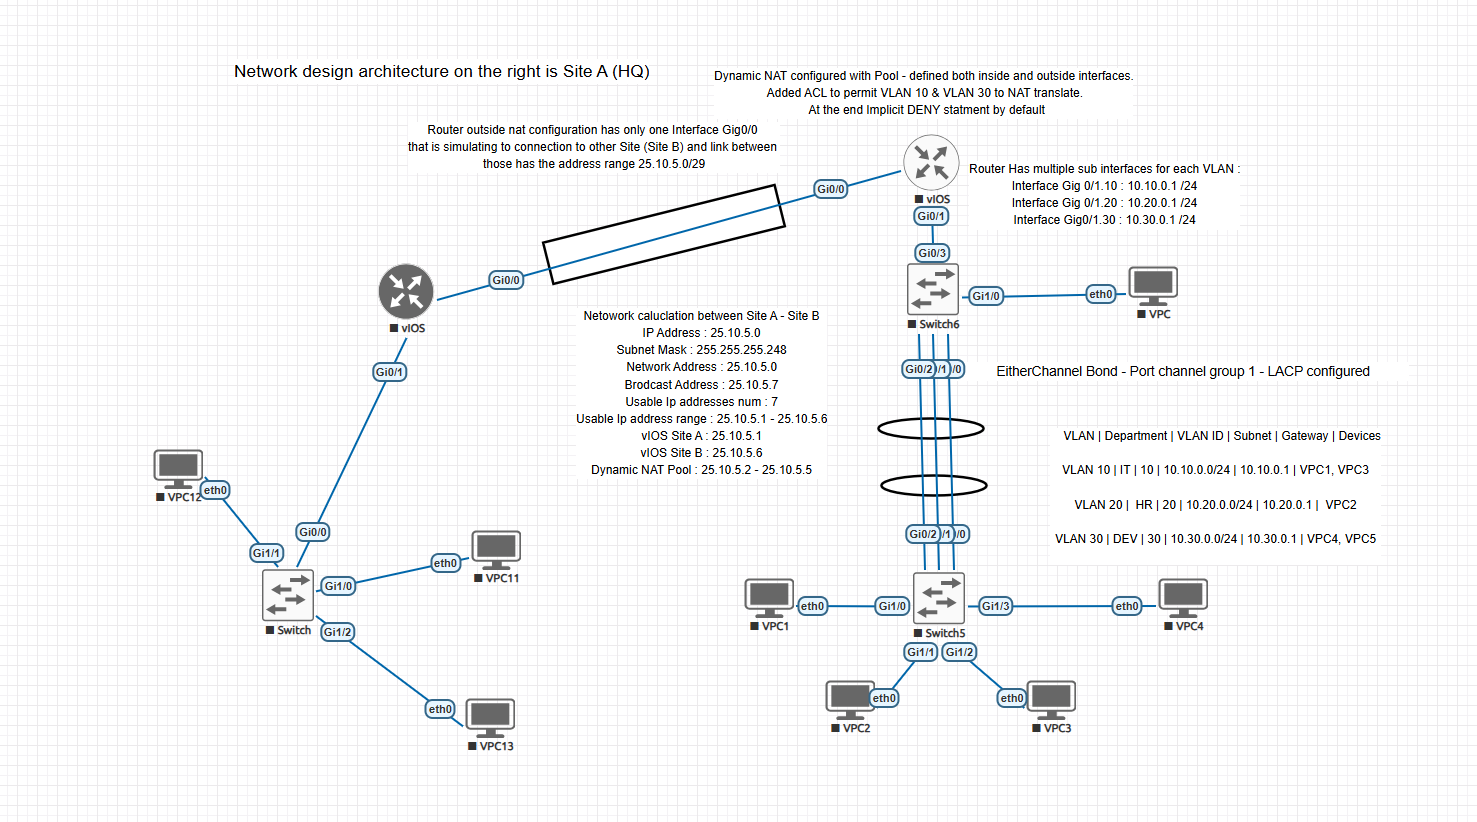 Network design architecture on the right is Site A (HQ)
Dynamic NAT configured with Pool - defined both inside and outside interfaces.
Added ACL to permit VLAN 10 & VLAN 30 to NAT translate.
At the end Implicit DENY statment by default
Router outside nat configuration has only one Interface Gig0/0
that is simulating to connection to other Site (Site B) and link between
those has the address range 25.10.5.0/29
Gi0/0
vIOS
Router Has multiple sub interfaces for each VLAN :
Interface Gig 0/1.10 : 10.10.0.1 /24
Interface Gig 0/1.20 : 10.20.0.1 /24
Interface Gig0/1.30 : 10.30.0.1 /24
Gi0/1
Gi0/3
Gi0/0
vIOS
Gi0/1
Switch6
Gi1/0
eth0
VPC
Netowork caluclation between Site A - Site B
IP Address : 25.10.5.0
Subnet Mask : 255.255.255.248
Network Address : 25.10.5.0
Brodcast Address : 25.10.5.7
Usable Ip addresses num : 7
Usable Ip address range : 25.10.5.1 - 25.10.5.6
vIOS Site A : 25.10.5.1
vIOS Site B : 25.10.5.6
Dynamic NAT Pool : 25.10.5.2 - 25.10.5.5
Gi0/2 /1 /0
EitherChannel Bond - Port channel group 1 - LACP configured
VLAN | Department | VLAN ID | Subnet | Gateway | Devices
VLAN 10 | IT | 10 | 10.10.0.0/24 | 10.10.0.1 | VPC1, VPC3
VLAN 20 | HR | 20 | 10.20.0.0/24 | 10.20.0.1 | VPC2
VLAN 30 | DEV | 30 | 10.30.0.0/24 | 10.30.0.1 | VPC4, VPC5
Gi0/2 /1 /0
VPC12
eth0
Gi1/1
Gi0/0
Switch
Gi1/0
eth0
VPC11
Gi1/2
eth0
VPC13
VPC1
eth0
Gi1/0
Switch5
Gi1/3
eth0
VPC4
Gi1/1
Gi1/2
VPC2
eth0
eth0
VPC3